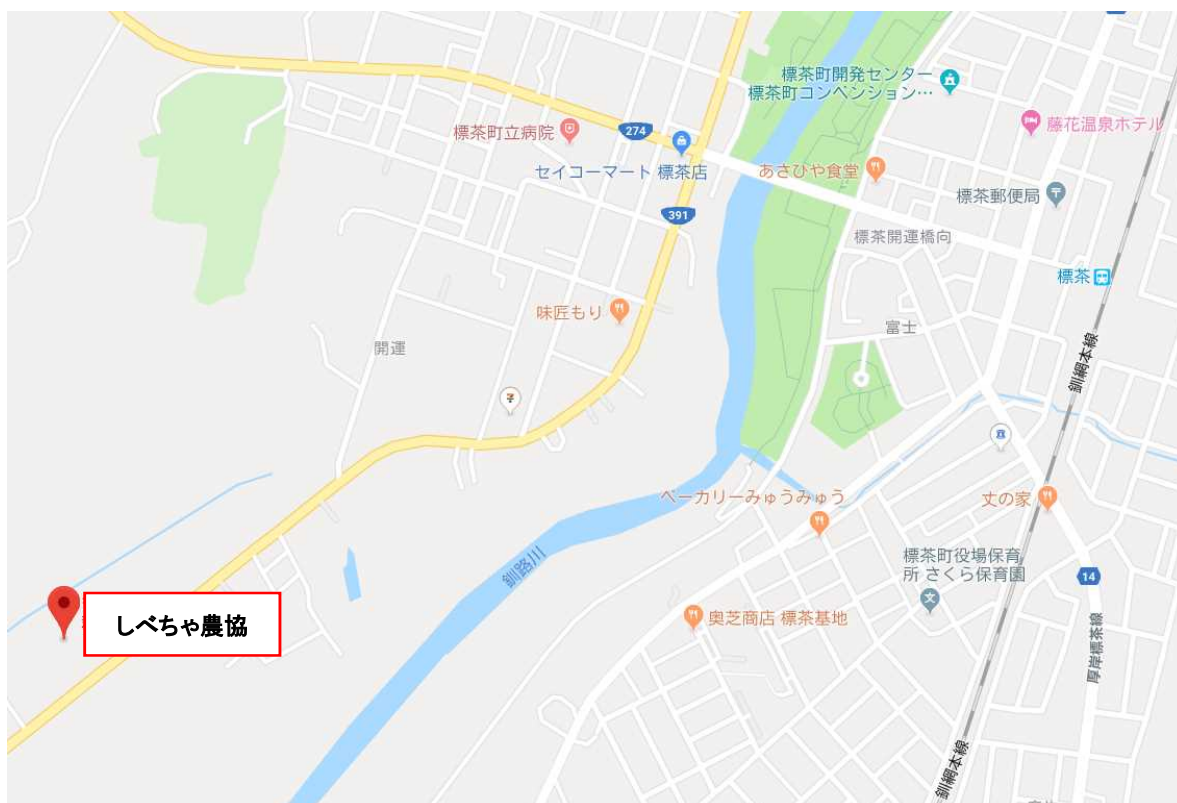 標茶町開発センター
標茶町コンベンション…
274
標茶町立病院
藤花温泉ホテル
セイコーマート 標茶店
あさひや食堂
標茶郵便局
391
標茶開運橋向
標茶
味匠もり
富士
開運
釧網本線
ベーカリーみゅうみゅう
丈の家
釧路川
標茶町役場保育
所 さくら保育園
14
しべちゃ農協
奥芝商店 標茶基地
厚岸標茶線
釧網本線